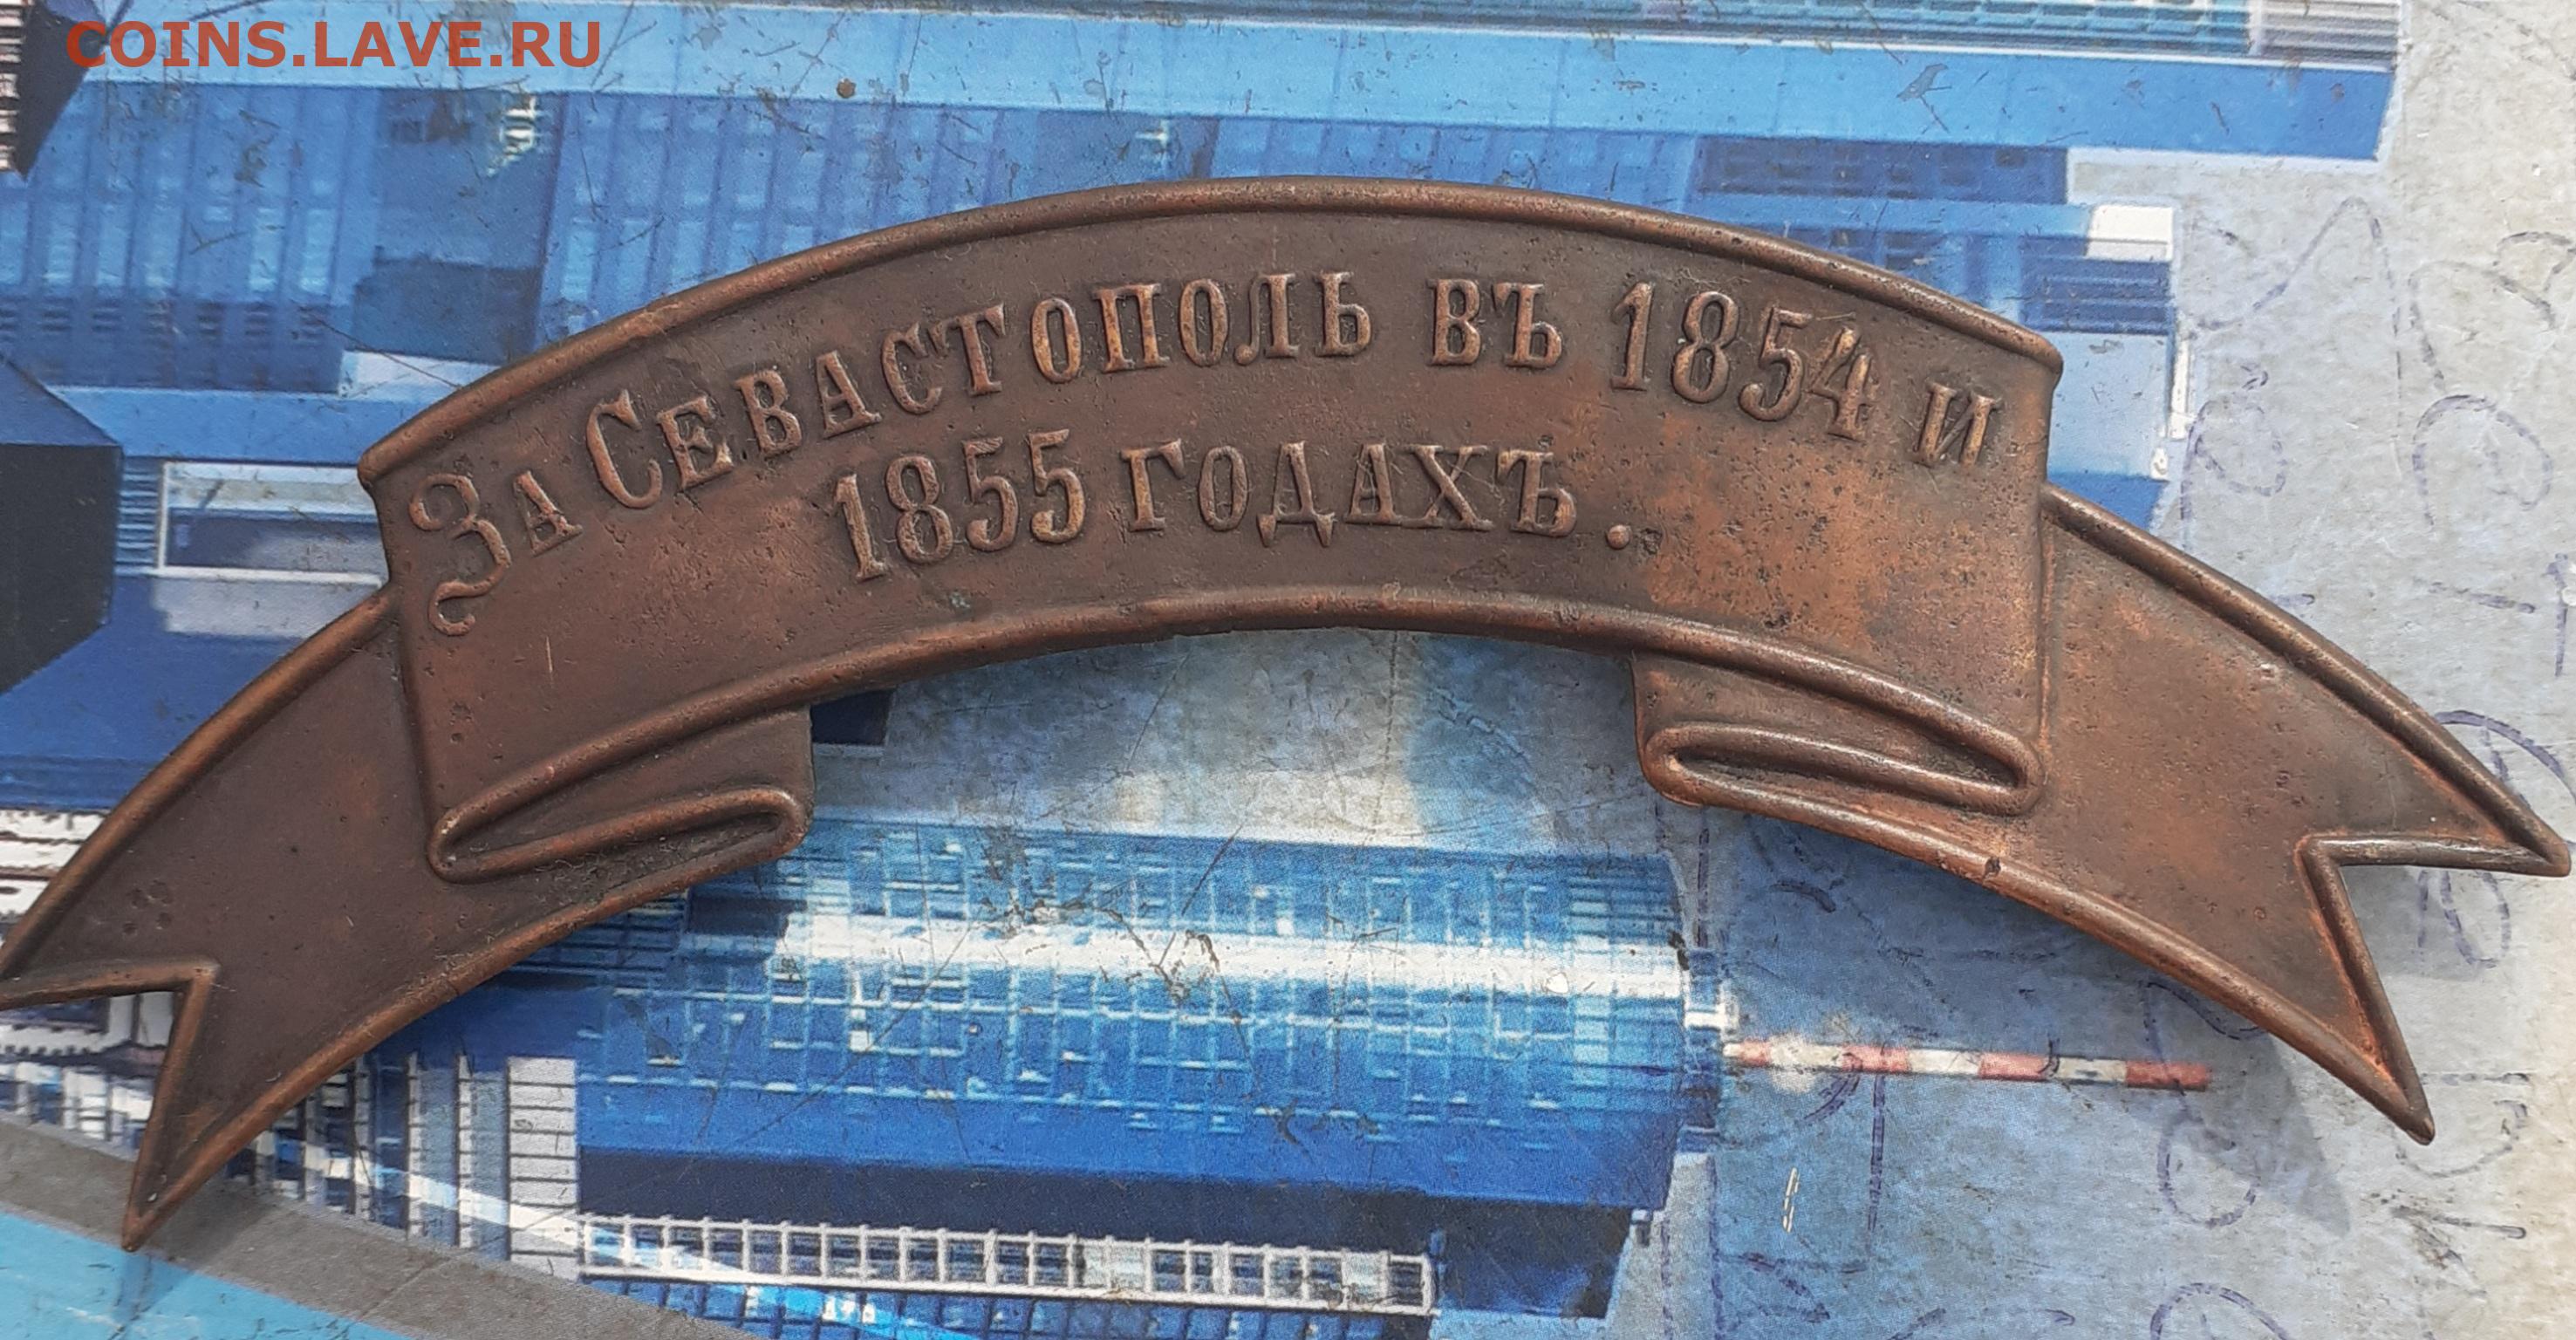 COINS.LAVE.RU
За Севастополь въ 1854 и
1855 годахъ.